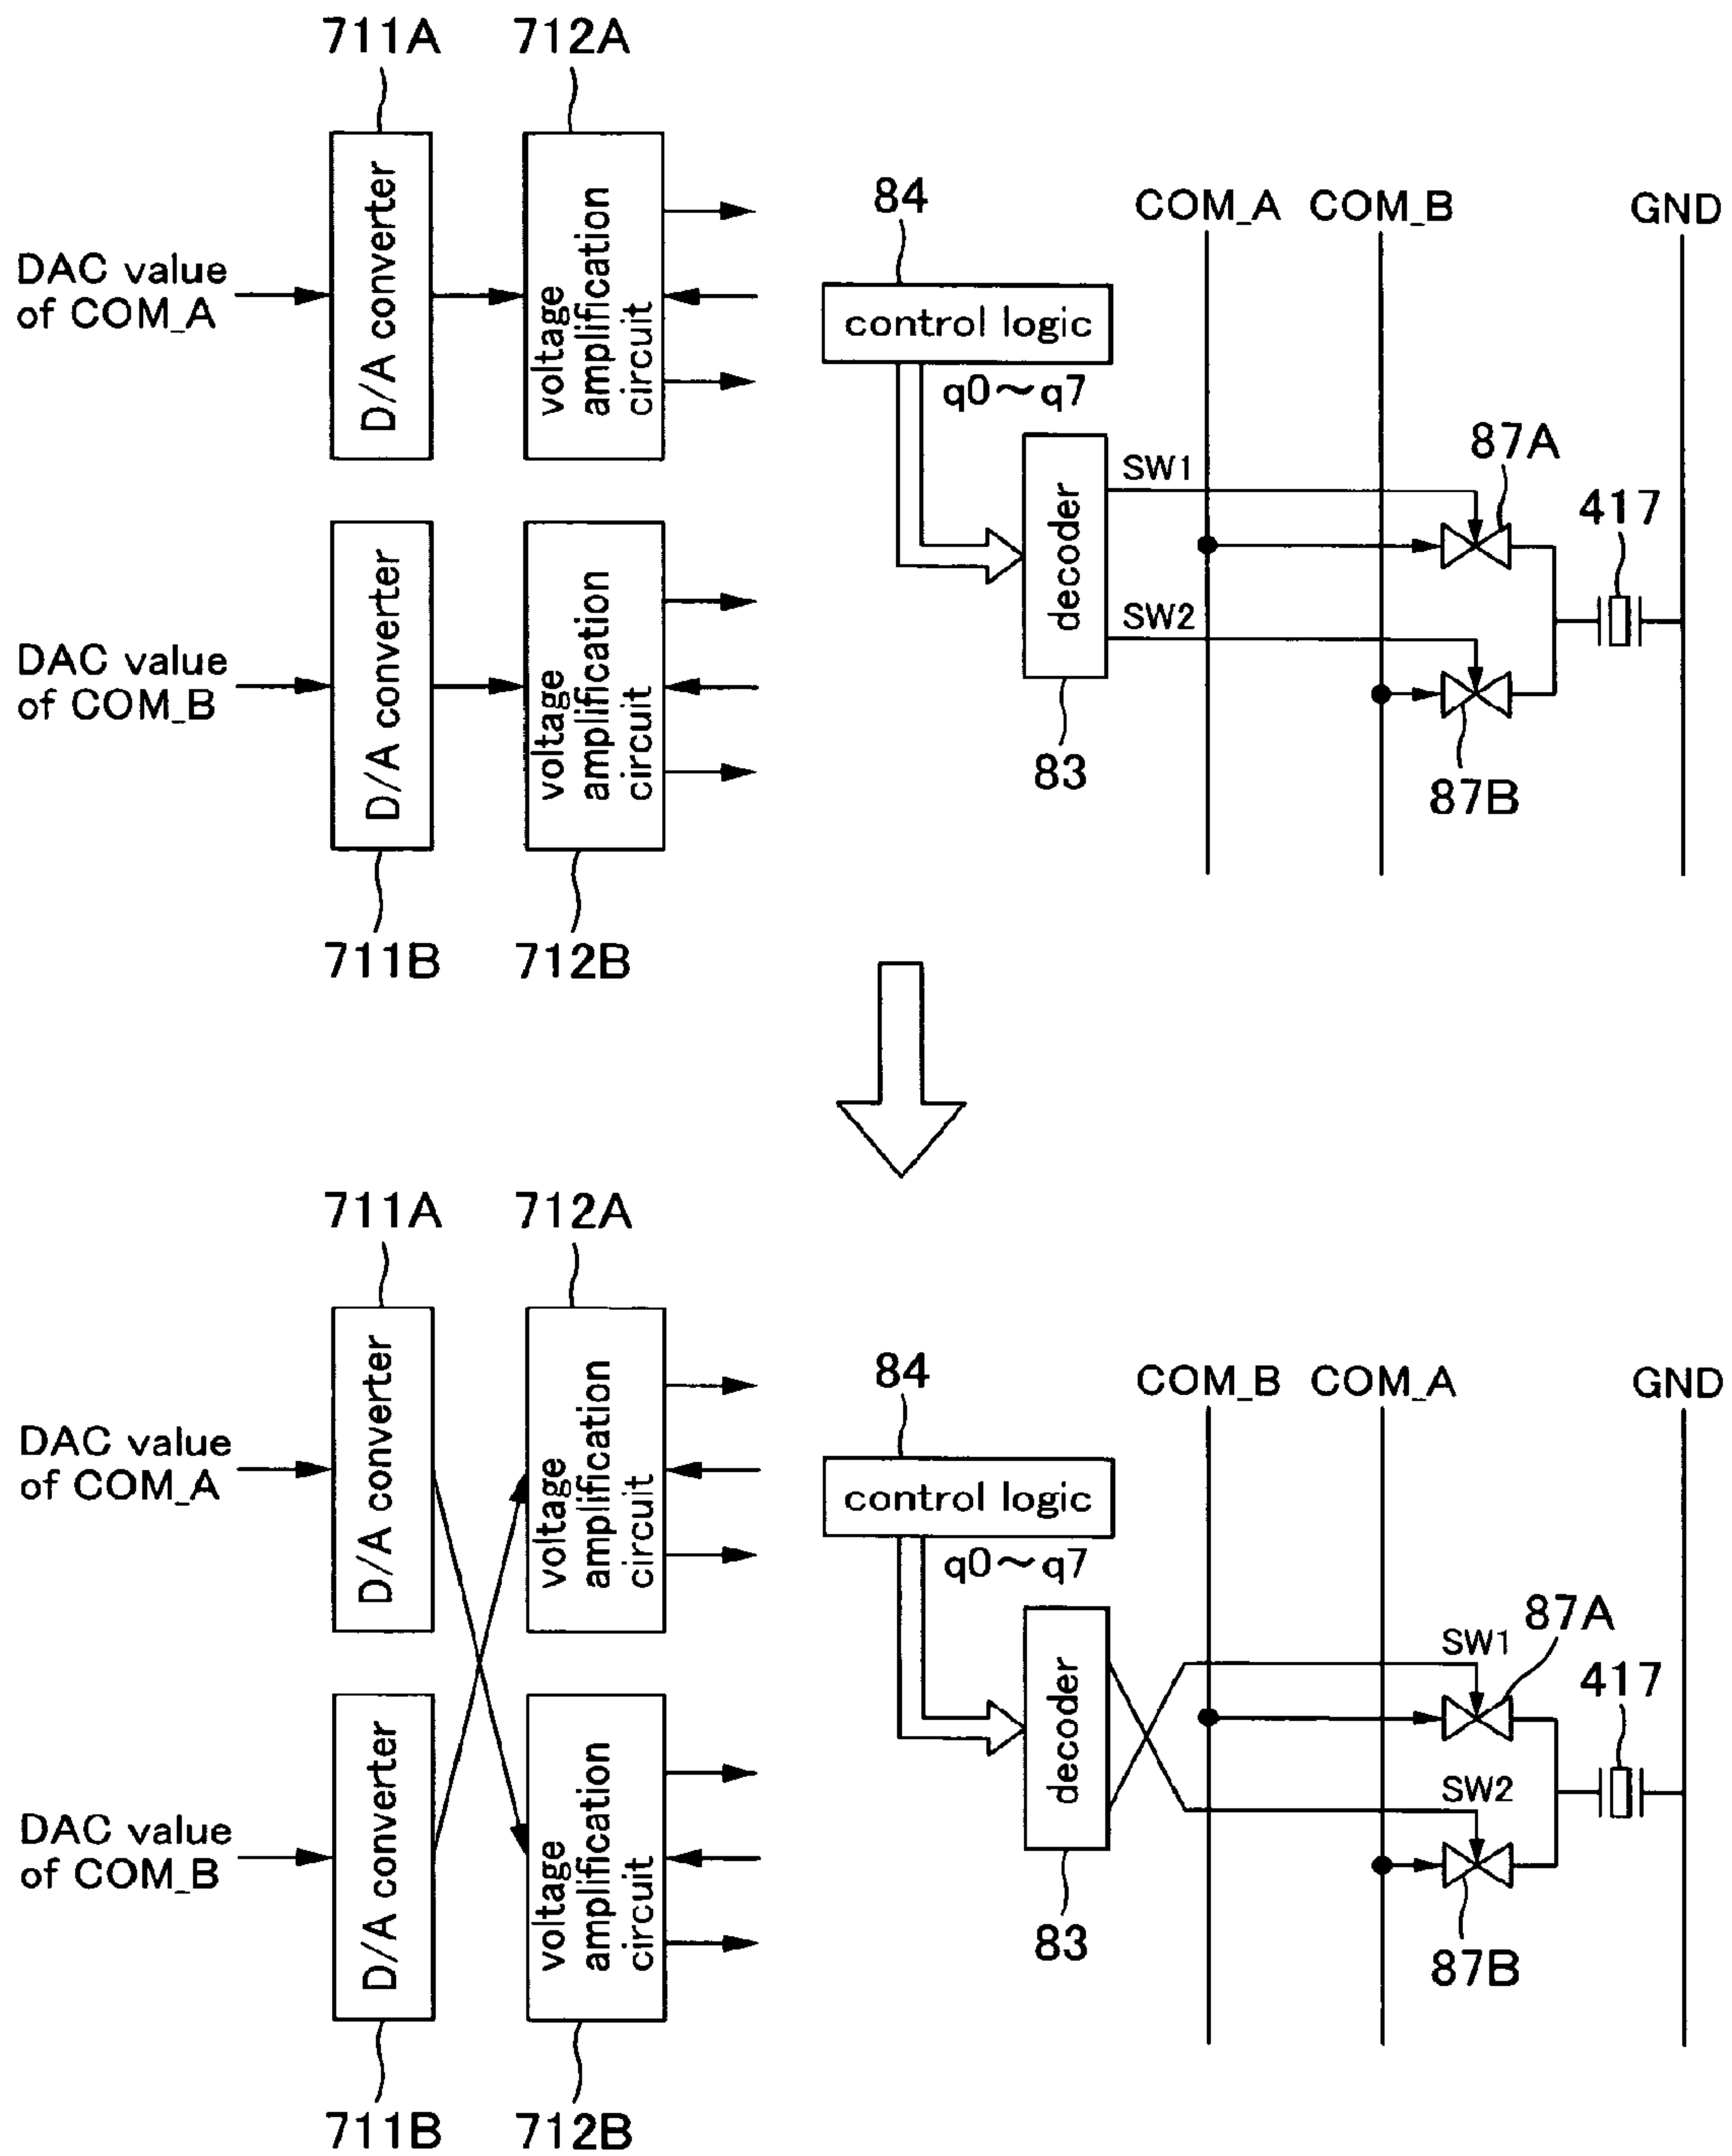 711A
712A
D/A converter
voltage
amplification
circuit
DAC value
of COM_A
84
control logic
q0～q7
COM_A
COM_B
GND
decoder
SW1
SW2
83
87A
417
87B
D/A converter
voltage
amplification
circuit
DAC value
of COM_B
711B
712B
711A
712A
D/A converter
voltage
amplification
circuit
DAC value
of COM_A
84
control logic
q0～q7
COM_B
COM_A
GND
decoder
SW1
SW2
83
87A
417
87B
D/A converter
voltage
amplification
circuit
DAC value
of COM_B
711B
712B